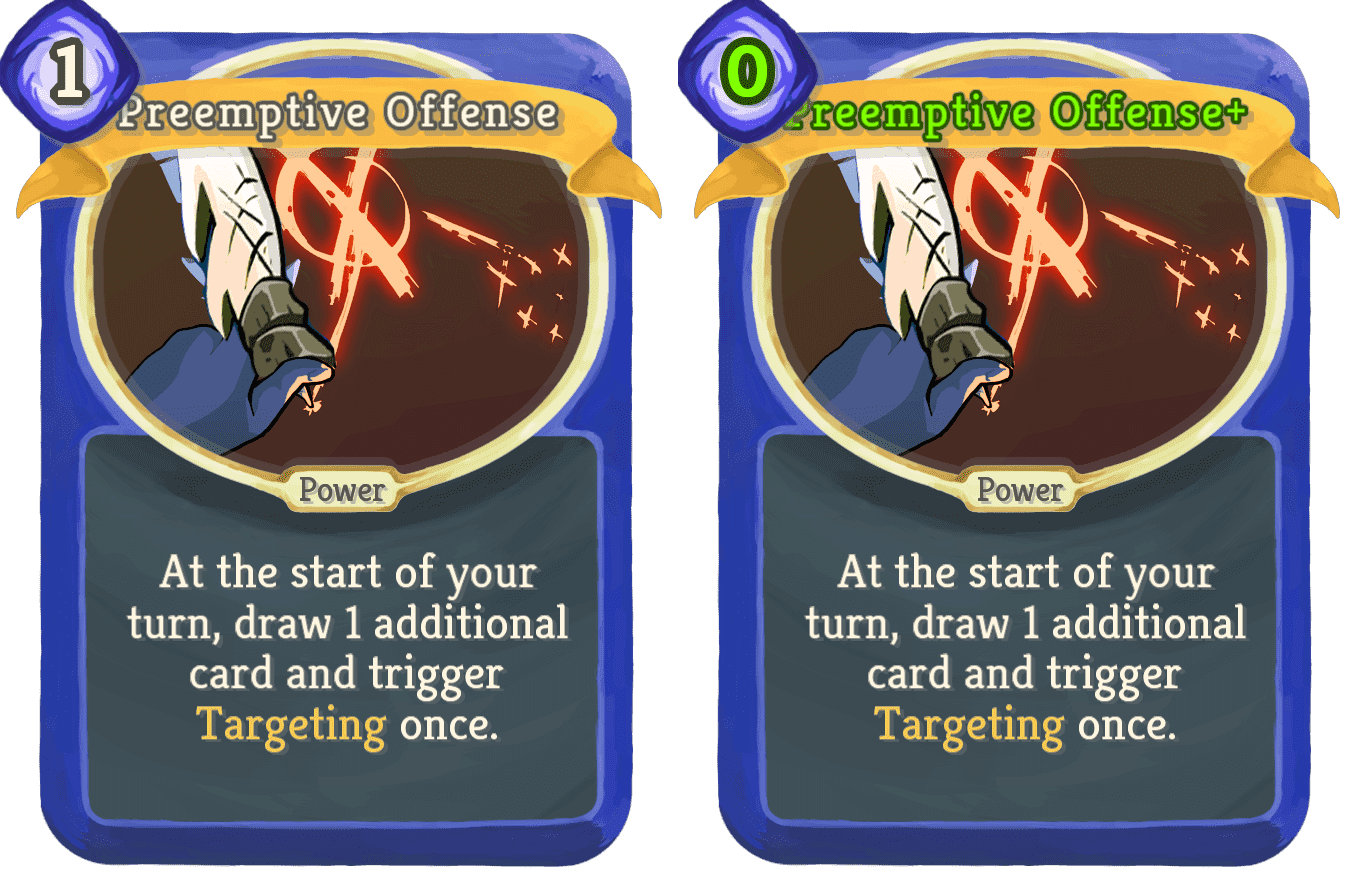 1
Preemptive Offense
Power
At the start of your
turn, draw 1 additional
card and trigger
Targeting once.
0
Preemptive Offense+
Power
At the start of your
turn, draw 1 additional
card and trigger
Targeting once.